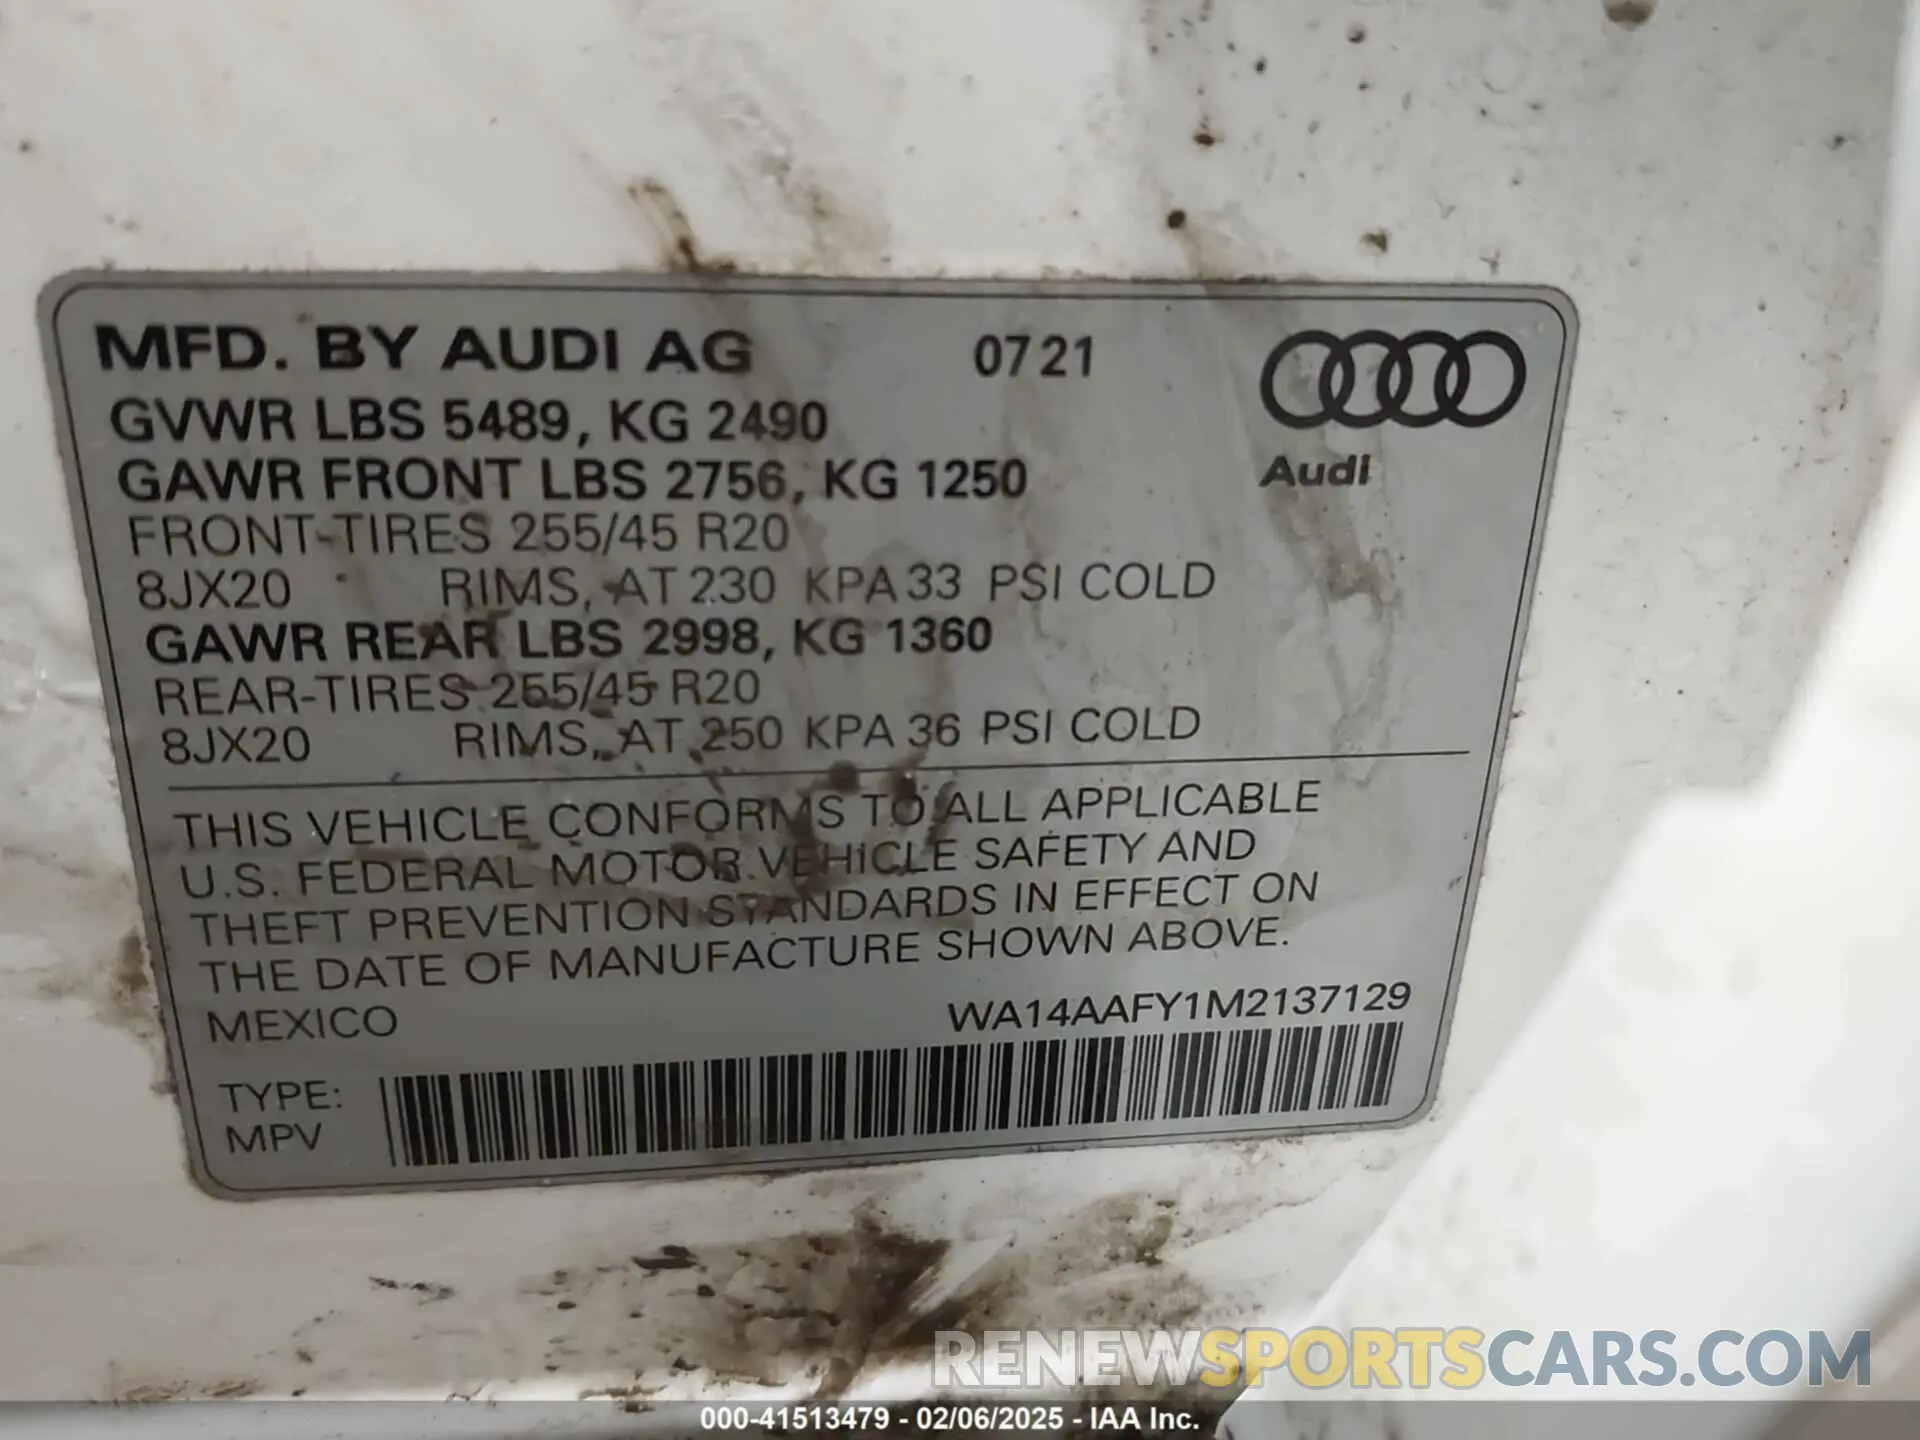 MFD. BY AUDI AG 07 21
GVWR LBS 5489, KG 2490
GAWR FRONT LBS 2756, KG 1250
Audi
FRONT-TIRES 255/45 R20
8JX20 RIMS, AT 230 KPA 33 PSI COLD
GAWR REAR LBS 2998, KG 1360
REAR-TIRES 255/45 R20
8JX20 RIMS, AT 250 KPA 36 PSI COLD
THIS VEHICLE CONFORMS TO ALL APPLICABLE
U.S. FEDERAL MOTOR VEHICLE SAFETY AND
THEFT PREVENTION STANDARDS IN EFFECT ON
THE DATE OF MANUFACTURE SHOWN ABOVE.
MEXICO WA14AAFY1M2137129
TYPE:
MPV
RENEWSPORTSCARS.COM
000-41513479 - 02/06/2025 - IAA Inc.